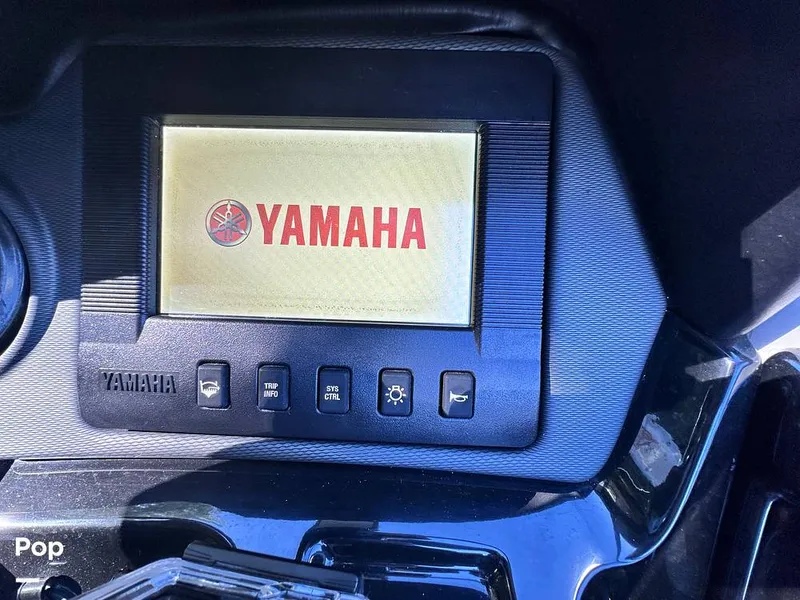 YAMAHA
YAMAHA
TRIP
INFO
SYS
CTRL
Pop